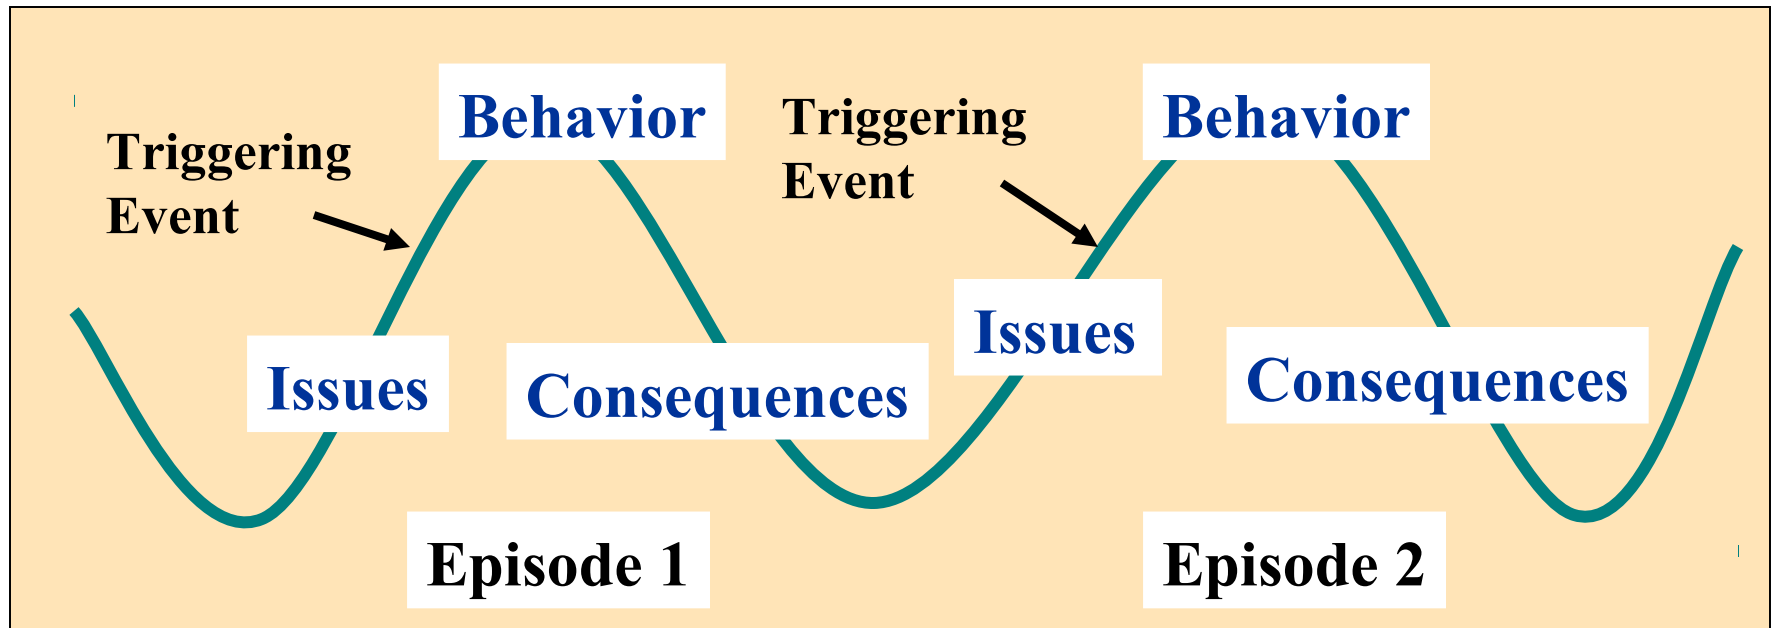 Triggering
Event
Behavior
Issues
Consequences
Episode 1
Triggering
Event
Behavior
Issues
Consequences
Episode 2